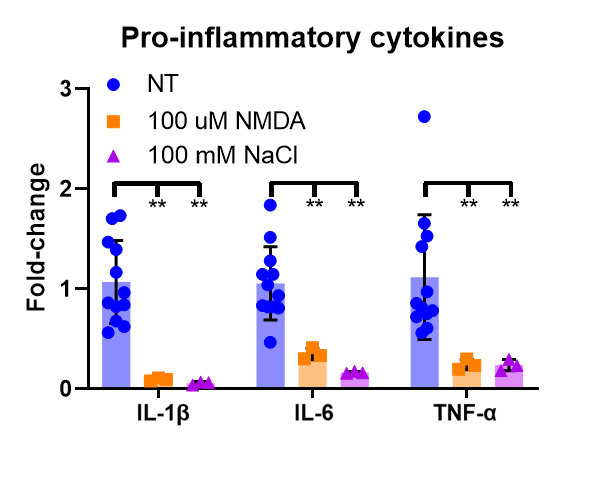 Pro-inflammatory cytokines
3
NT
100 uM NMDA
100 mM NaCl
2
** ** ** ** ** **
Fold-change
1
0
IL-1β IL-6 TNF-α